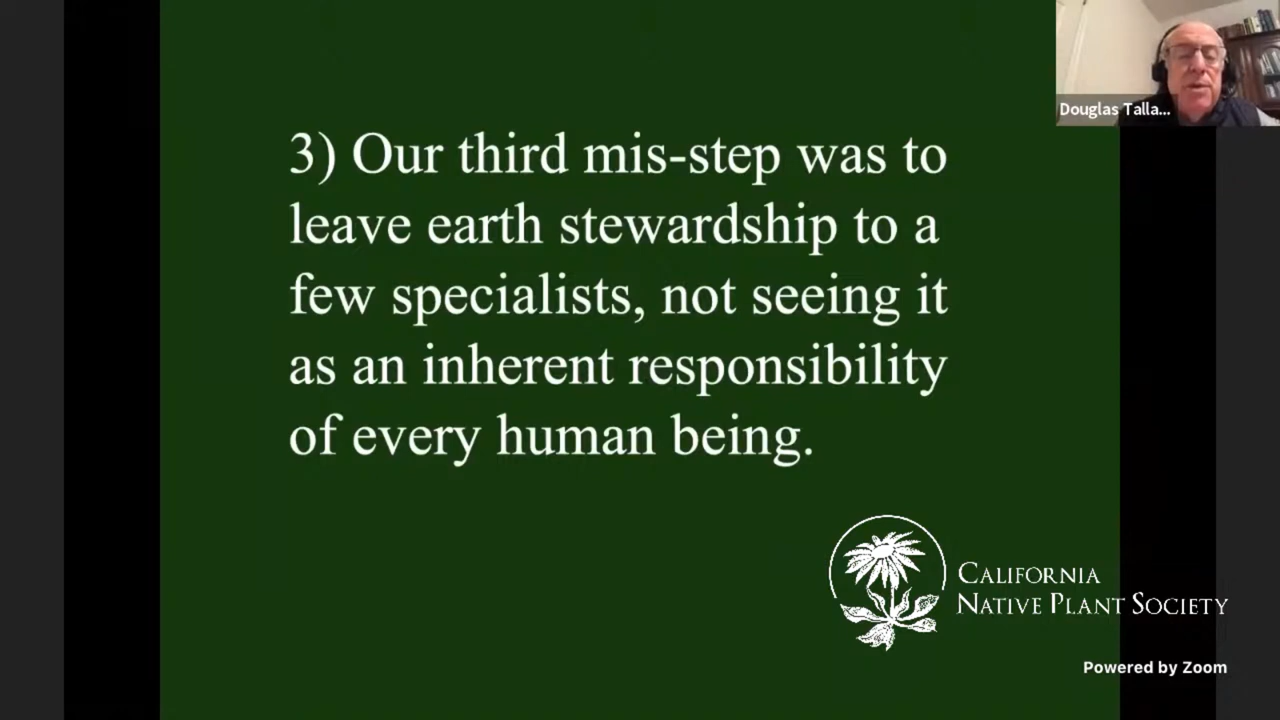 Douglas Talla...
3) Our third mis-step was to
leave earth stewardship to a
few specialists, not seeing it
as an inherent responsibility
of every human being.
CALIFORNIA
NATIVE PLANT SOCIETY
Powered by Zoom